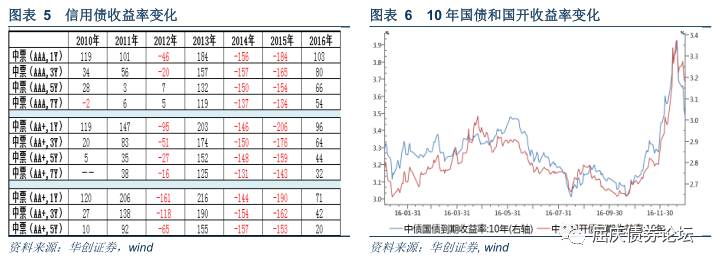 图表 5 信用债收益率变化
2010年 2011年 2012年 2013年 2014年 2015年 2016年
中票(AAA,1Y) 119 101 -46 184 -156 -184 103
中票(AAA,3Y) 34 56 -20 157 -157 -165 80
中票(AAA,5Y) 28 3 7 132 -150 -154 66
中票(AAA,7Y) -2 6 5 119 -137 -134 54
中票(AA+,1Y) 119 147 -95 203 -146 -206 96
中票(AA+,3Y) 20 83 -51 174 -150 -176 64
中票(AA+,5Y) 5 35 -27 152 -148 -159 44
中票(AA+,7Y) -- 38 -16 125 -131 -143 32
中票(AA,1Y) 120 206 -161 216 -144 -190 71
中票(AA,3Y) 27 138 -118 190 -154 -162 42
中票(AA,5Y) 10 92 -65 155 -157 -153 20
资料来源：华创证券，wind
图表 6 10 年国债和国开收益率变化
3.9
3.8
3.7
3.6
3.5
3.4
3.3
3.2
3.1
3.0
3.4
3.3
3.2
3.1
3.0
2.9
2.8
2.7
16-01-31 16-03-31 16-05-31 16-07-31 16-09-30 16-11-30
中债国债到期收益率:10年(右轴)
屈庆债券论坛
资料来源：华创证券, wind